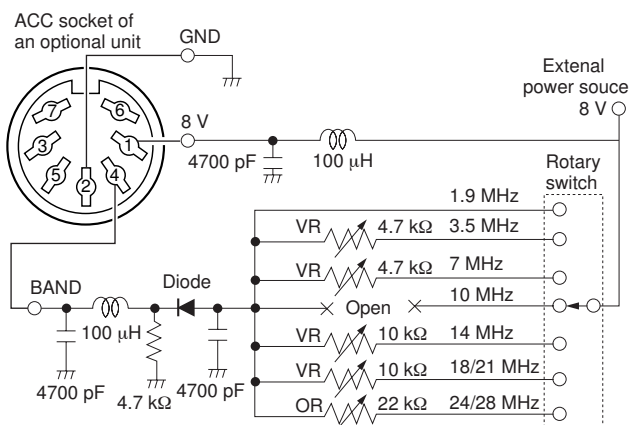 ACC socket of
an optional unit
GND
Extenal
power souce
8 V
7
6
8 V
3
1
4700 pF
100 µH
Rotary
switch
5
2
4
1.9 MHz
VR
4.7 kΩ
3.5 MHz
VR
4.7 kΩ
7 MHz
BAND
Diode
Open
10 MHz
100 µH
VR
10 kΩ
14 MHz
4700 pF
4.7 kΩ
4700 pF
VR
10 kΩ
18/21 MHz
OR
22 kΩ
24/28 MHz